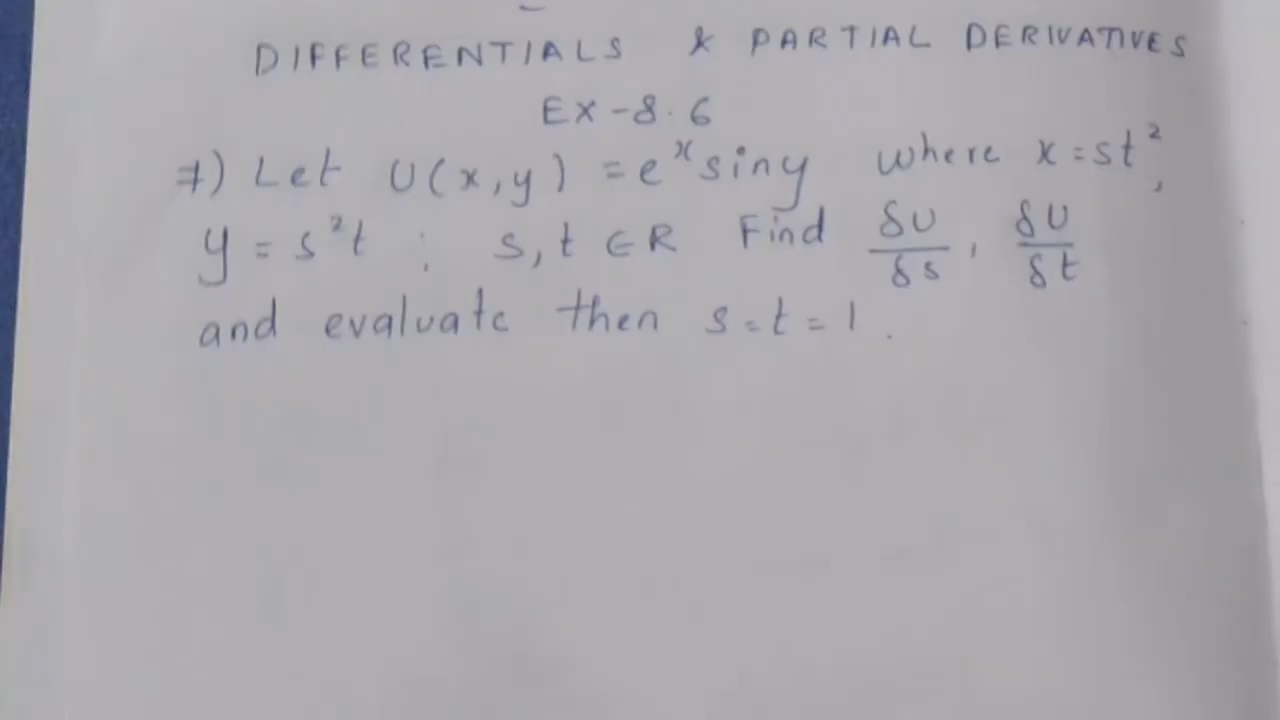 DIFFERENTIALS & PARTIAL DERIVATIVES
EX-8.6
7) Let U(x,y) = e^x siny where x = st²,
y = s²t ; s, t ∈ R Find δU/δs, δU/δt
and evaluate then s=t=1.